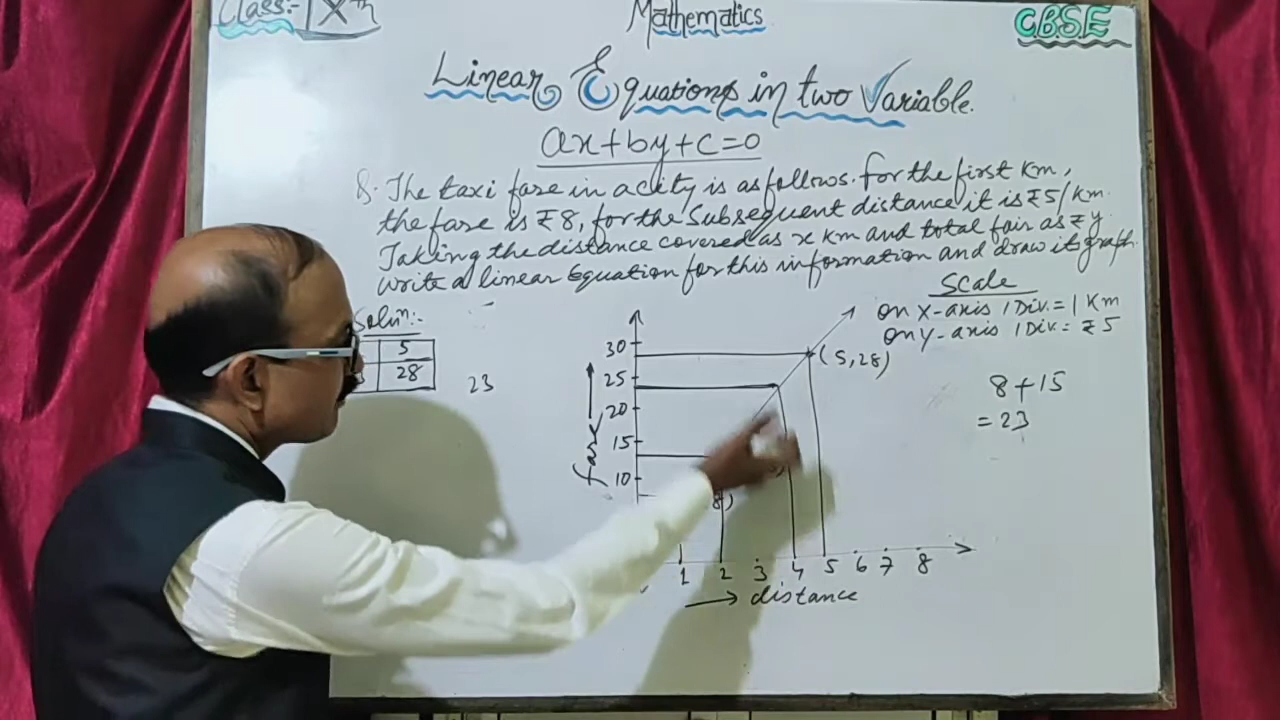 Class:- Xth
Mathematics
C.B.S.E
Linear Equations in two Variable.
ax+by+c=0
8. The taxi fare in a city is as follows. for the first Km,
the fare is ₹8, for the Subsequent distance it is ₹5/Km.
Taking the distance covered as x Km and total fair as ₹y.
write a linear Equation for this information and draw its graph.
Soln:-
5
28
23
Scale
on X-axis 1 Div. = 1 Km
on Y-axis 1 Div. = ₹5
8+15
=23
30
25
20
15
10
fare
(5,28)
8)
1 2 3 4 5 6 7 8
distance